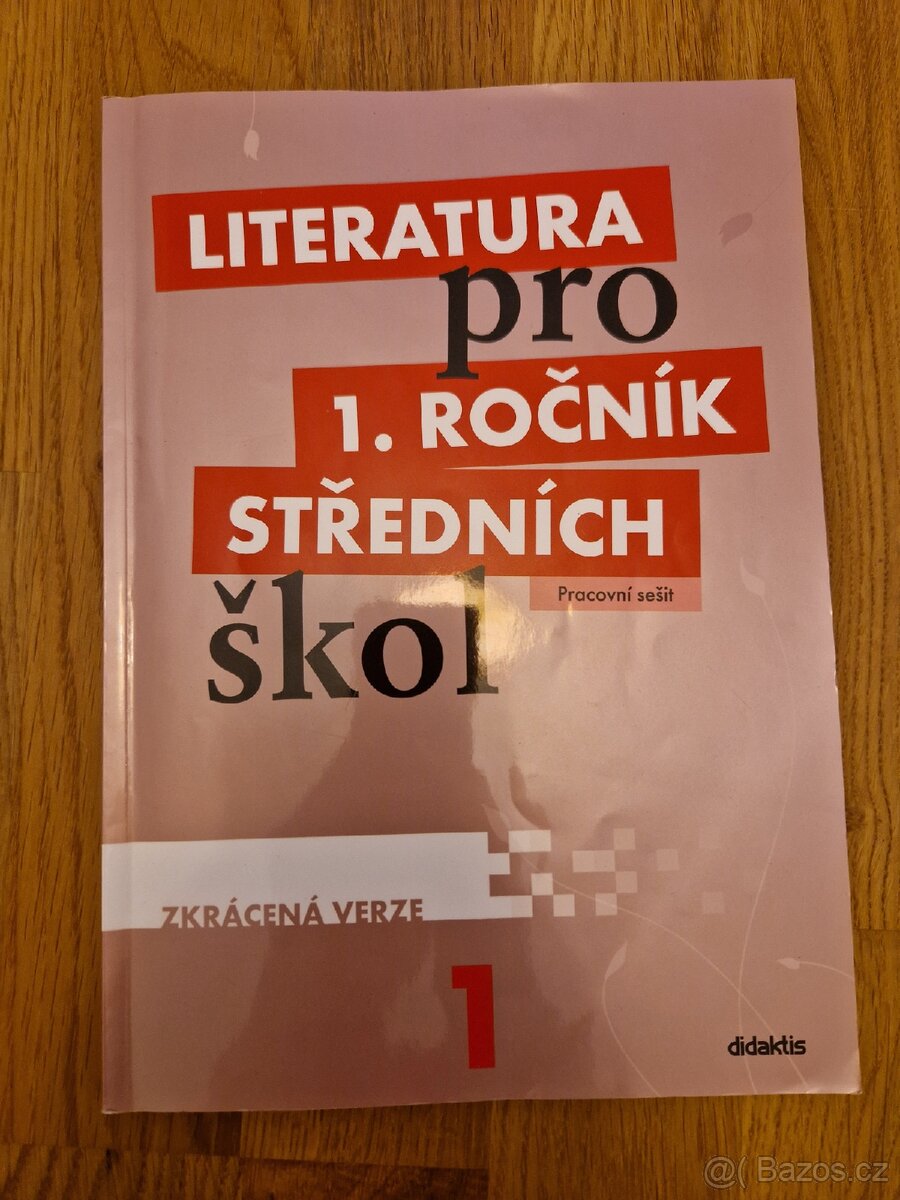 LITERATURA
pro
1. ROČNÍK
STŘEDNÍCH
Pracovní sešit
škol
ZKRÁCENÁ VERZE
1
didaktis
@( Bazos.cz